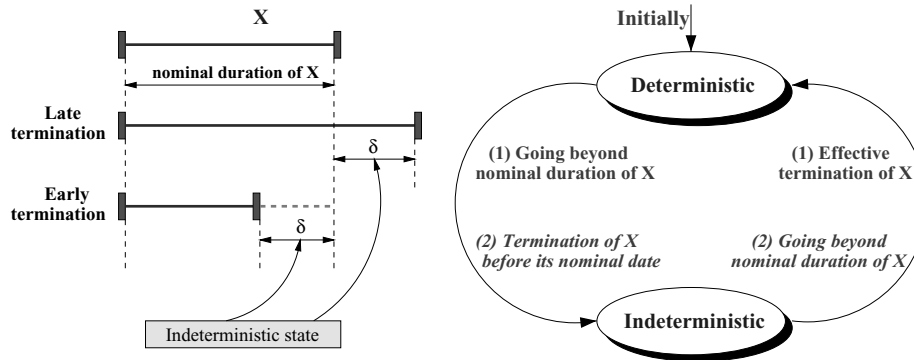 X
nominal duration of X
Late
termination
δ
Early
termination
δ
Indeterministic state
Initially
Deterministic
(1) Going beyond
nominal duration of X
(1) Effective
termination of X
(2) Termination of X
before its nominal date
(2) Going beyond
nominal duration of X
Indeterministic